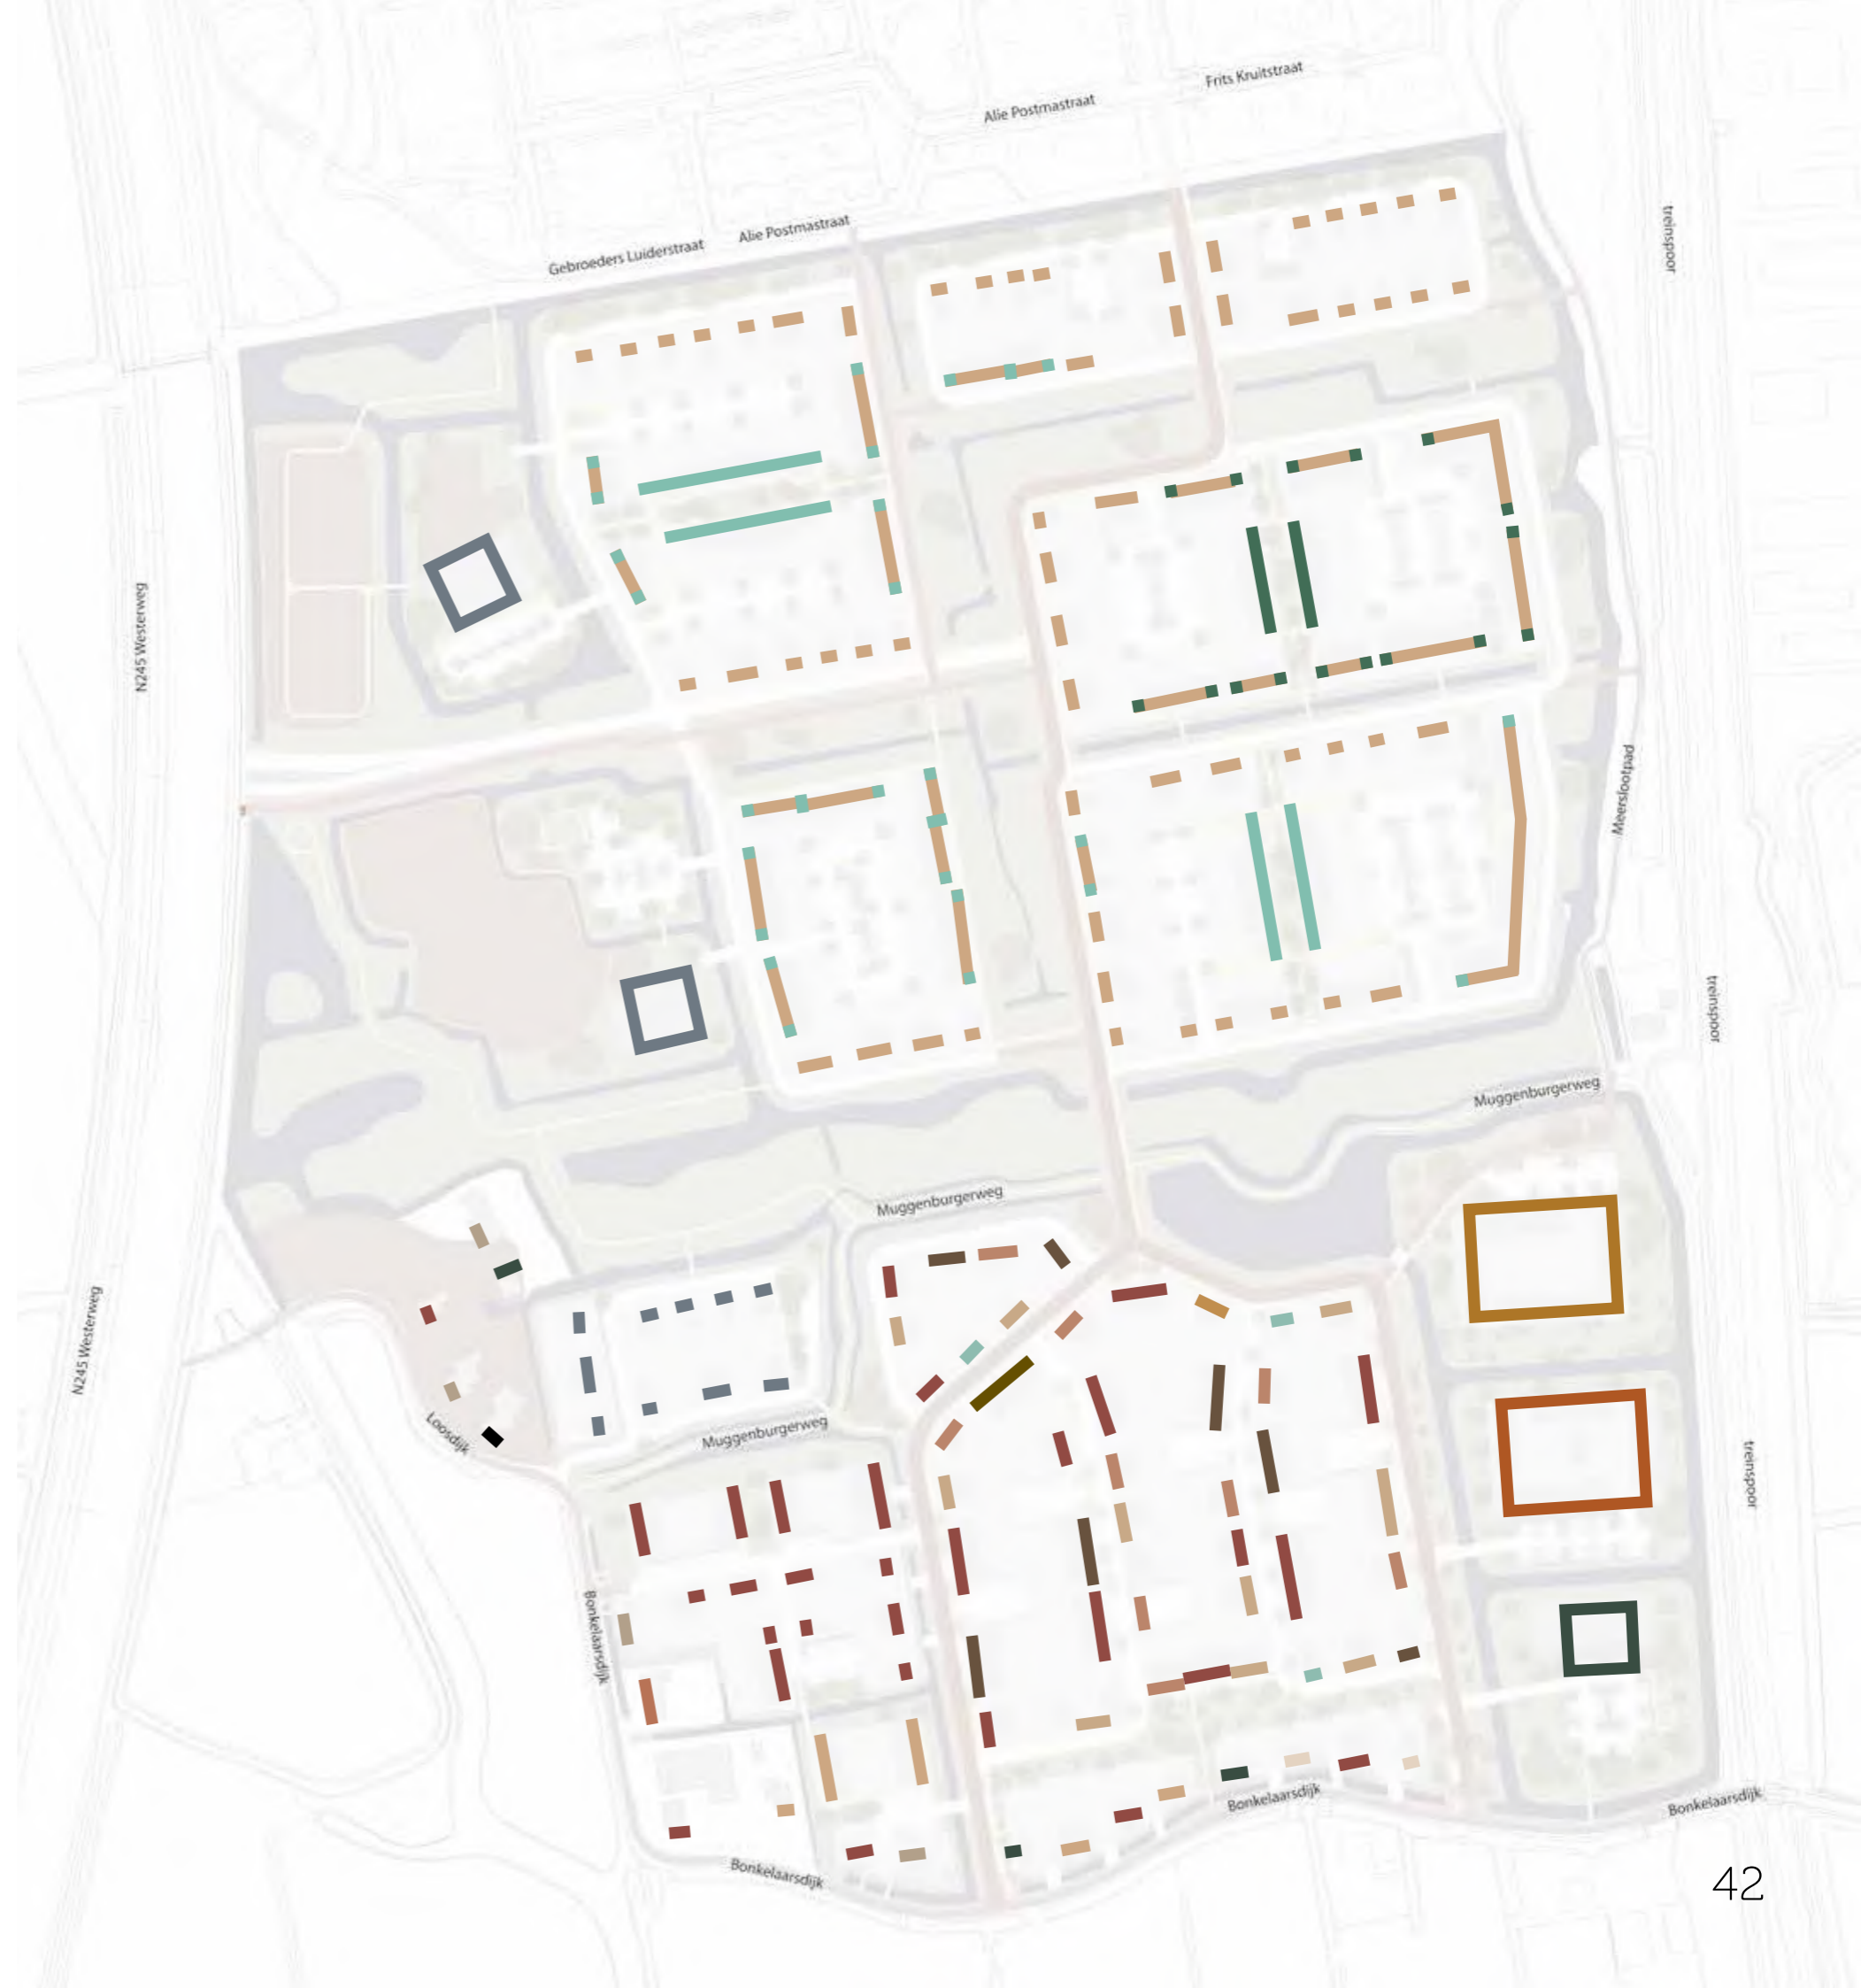 Frits Kruitstraat
Alie Postmastraat
Alie Postmastraat
Gebroeders Luiderstraat
treinspoor
N245 Westerweg
Meerslootpad
treinspoor
Muggenburgerweg
Muggenburgerweg
N245 Westerweg
Loosdijk
Muggenburgerweg
treinspoor
Bonkelaarsdijk
Bonkelaarsdijk
Bonkelaarsdijk
Bonkelaarsdijk
42